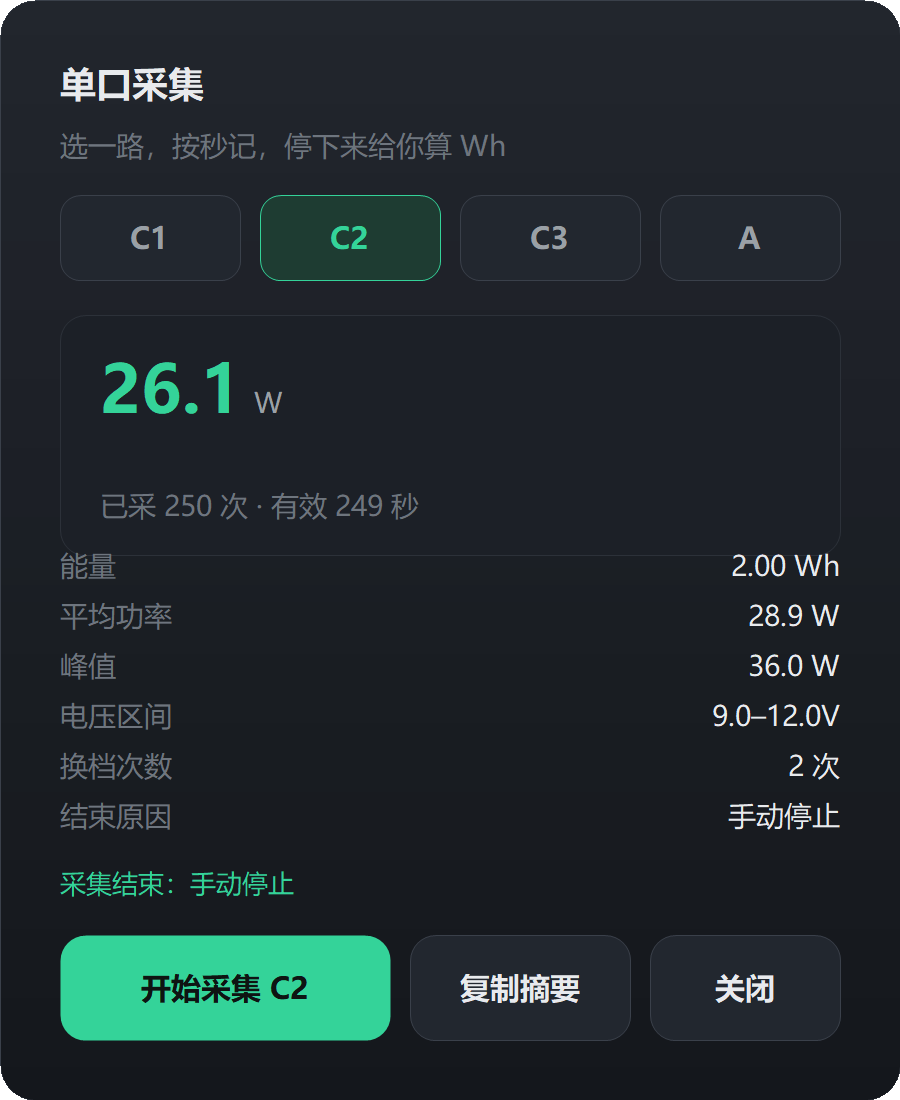 单口采集
选一路，按秒记，停下来给你算 Wh
C1 C2 C3 A
26.1 W
已采 250 次 · 有效 249 秒
能量 2.00 Wh
平均功率 28.9 W
峰值 36.0 W
电压区间 9.0–12.0V
换档次数 2 次
结束原因 手动停止
采集结束：手动停止
开始采集 C2 复制摘要 关闭